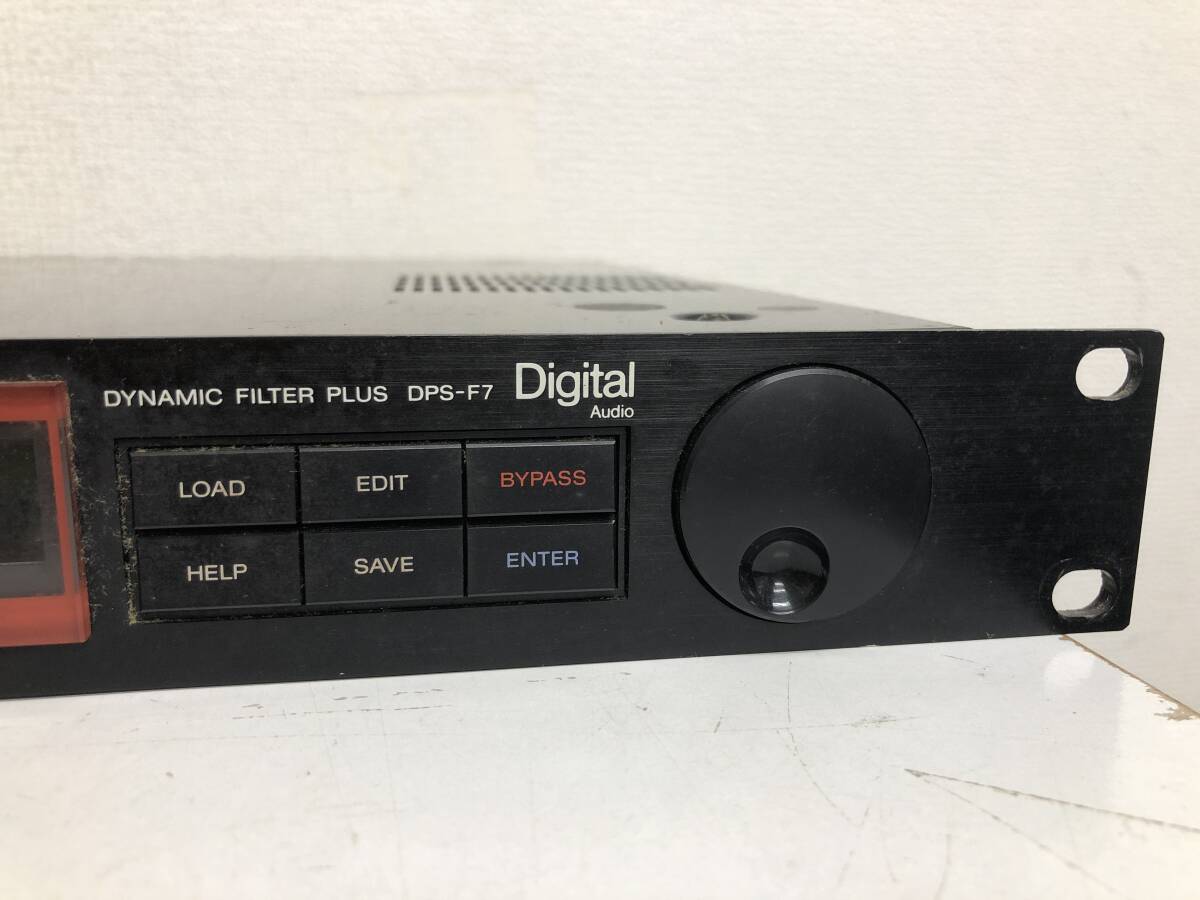 DYNAMIC FILTER PLUS DPS-F7 Digital
Audio
LOAD EDIT BYPASS
HELP SAVE ENTER